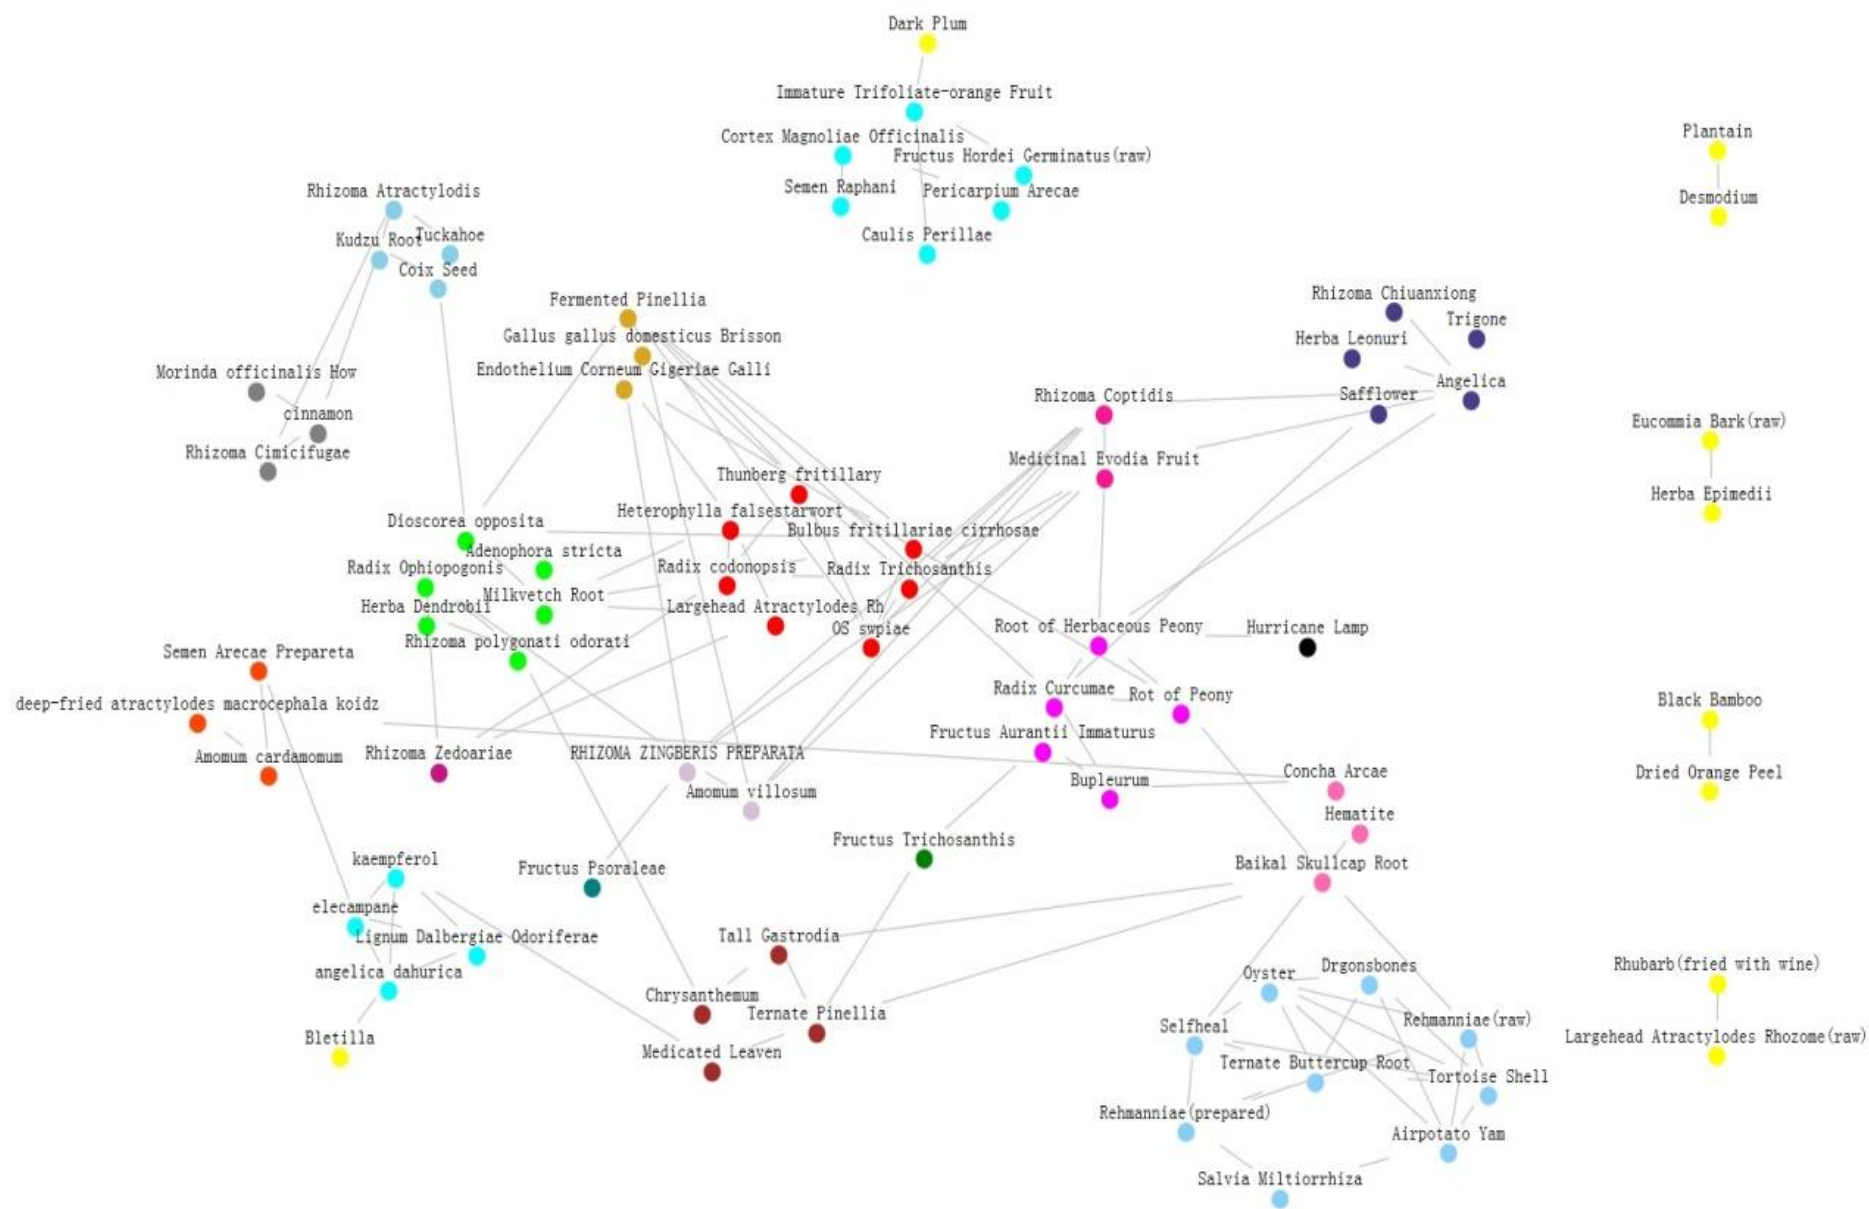 Dark Plum
Immature Trifoliate-orange Fruit
Cortex Magnoliae Officinalis
Fructus Hordei Germinatus(raw)
Semen Raphani
Pericarpium Arecae
Caulis Perillae
Plantain
Desmodium
Rhizoma Atractylodis
Kudzu Root
Tuckahoe
Coix Seed
Fermented Pinellia
Gallus gallus domesticus Brisson
Endothelium Corneum Gigeriae Galli
Rhizoma Chiuanxiong
Trigone
Herba Leonuri
Angelica
Safflower
Morinda officinalis How
cinnamon
Rhizoma Cimicifugae
Rhizoma Coptidis
Medicinal Evodia Fruit
Eucommia Bark(raw)
Herba Epimedii
Thunberg fritillary
Heterophylla falsestarwort
Bulbus fritillariae cirrhosae
Radix codonopsis
Radix Trichosanthis
Largehead Atractylodes Rh
OS swpiae
Dioscorea opposita
Adenophora stricta
Radix Ophiopogonis
Milkvetch Root
Herba Dendrobii
Rhizoma polygonati odorati
Root of Herbaceous Peony
Hurricane Lamp
Semen Arecae Prepareta
deep-fried atractylodes macrocephala koidz
Amomum cardamomum
Rhizoma Zedoariae
RHIZOMA ZINGBERIS PREPARATA
Amomum villosum
Radix Curcumae
Rot of Peony
Fructus Aurantii Immaturus
Bupleurum
Concha Arcae
Hematite
Baikal Skullcap Root
Black Bamboo
Dried Orange Peel
Fructus Trichosanthis
Fructus Psoraleae
kaempferol
elecampane
Lignum Dalbergiae Odoriferae
angelica dahurica
Bletilla
Tall Gastrodia
Chrysanthemum
Ternate Pinellia
Medicated Leaven
Oyster
Drgonsbones
Selfheal
Rehmanniae(raw)
Ternate Buttercup Root
Tortoise Shell
Rehmanniae(prepared)
Airpotato Yam
Salvia Miltiorrhiza
Rhubarb(fried with wine)
Largehead Atractylodes Rhozome(raw)